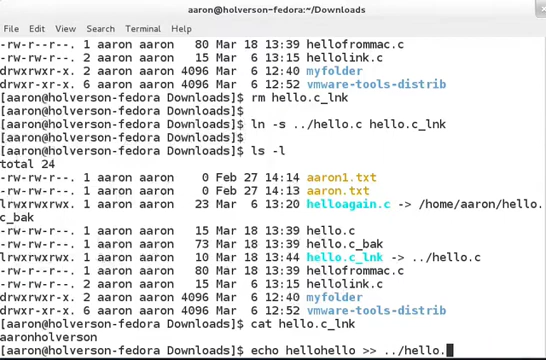 aaron@holverson-fedora:~/Downloads
File Edit View Search Terminal Help
-rw-r--r--. 1 aaron aaron 80 Mar 18 13:39 hellofrommac.c
-rw-r--r--. 2 aaron aaron 15 Mar 6 13:15 hellolink.c
drwxrwxr-x. 2 aaron aaron 4096 Mar 6 12:40 myfolder
drwxr-xr-x. 6 aaron aaron 4096 Mar 6 12:52 vmware-tools-distrib
[aaron@holverson-fedora Downloads]$ rm hello.c_lnk
[aaron@holverson-fedora Downloads]$
[aaron@holverson-fedora Downloads]$ ln -s ../hello.c hello.c_lnk
[aaron@holverson-fedora Downloads]$
[aaron@holverson-fedora Downloads]$ ls -l
total 24
-rw-rw-r--. 1 aaron aaron 0 Feb 27 14:14 aaron1.txt
-rw-rw-r--. 1 aaron aaron 0 Feb 27 14:13 aaron.txt
lrwxrwxrwx. 1 aaron aaron 23 Mar 6 13:20 helloagain.c -> /home/aaron/hello.
c_bak
-rw-r--r--. 1 aaron aaron 15 Mar 18 13:39 hello.c
-rw-r--r--. 1 aaron aaron 73 Mar 18 13:39 hello.c_bak
lrwxrwxrwx. 1 aaron aaron 10 Mar 18 13:44 hello.c_lnk -> ../hello.c
-rw-r--r--. 1 aaron aaron 80 Mar 18 13:39 hellofrommac.c
-rw-r--r--. 2 aaron aaron 15 Mar 6 13:15 hellolink.c
drwxrwxr-x. 2 aaron aaron 4096 Mar 6 12:40 myfolder
drwxr-xr-x. 6 aaron aaron 4096 Mar 6 12:52 vmware-tools-distrib
[aaron@holverson-fedora Downloads]$ cat hello.c_lnk
aaronholverson
[aaron@holverson-fedora Downloads]$ echo hellohello >> ../hello.